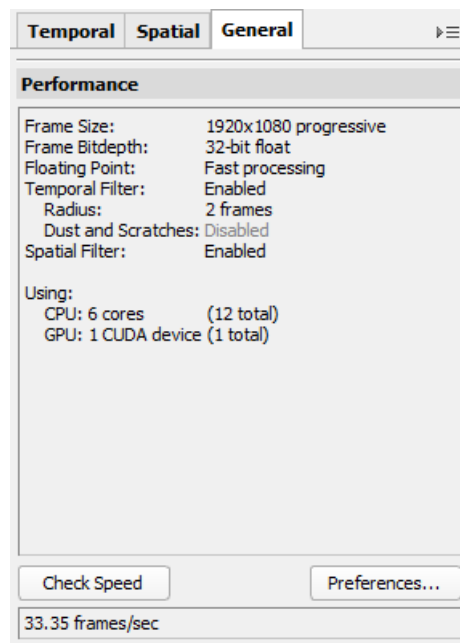 Temporal Spatial General
Performance
Frame Size: 1920x1080 progressive
Frame Bitdepth: 32-bit float
Floating Point: Fast processing
Temporal Filter: Enabled
Radius: 2 frames
Dust and Scratches: Disabled
Spatial Filter: Enabled
Using:
CPU: 6 cores (12 total)
GPU: 1 CUDA device (1 total)
Check Speed Preferences...
33.35 frames/sec